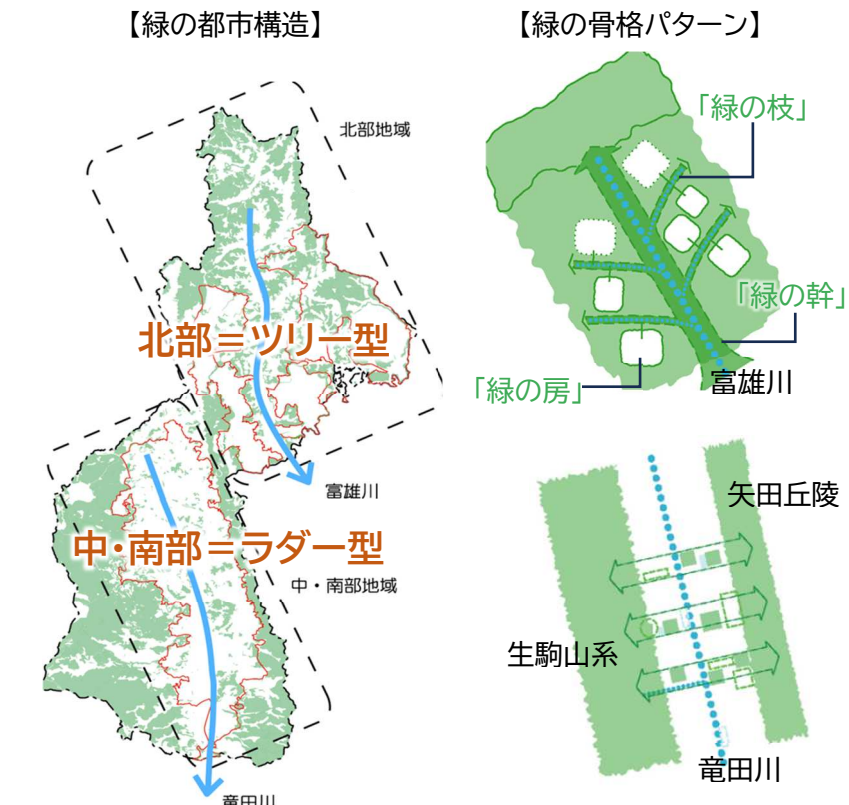 【緑の都市構造】
北部地域
北部＝ツリー型
富雄川
中・南部＝ラダー型
中・南部地域
竜田川
【緑の骨格パターン】
「緑の枝」
「緑の幹」
「緑の房」
富雄川
矢田丘陵
生駒山系
竜田川